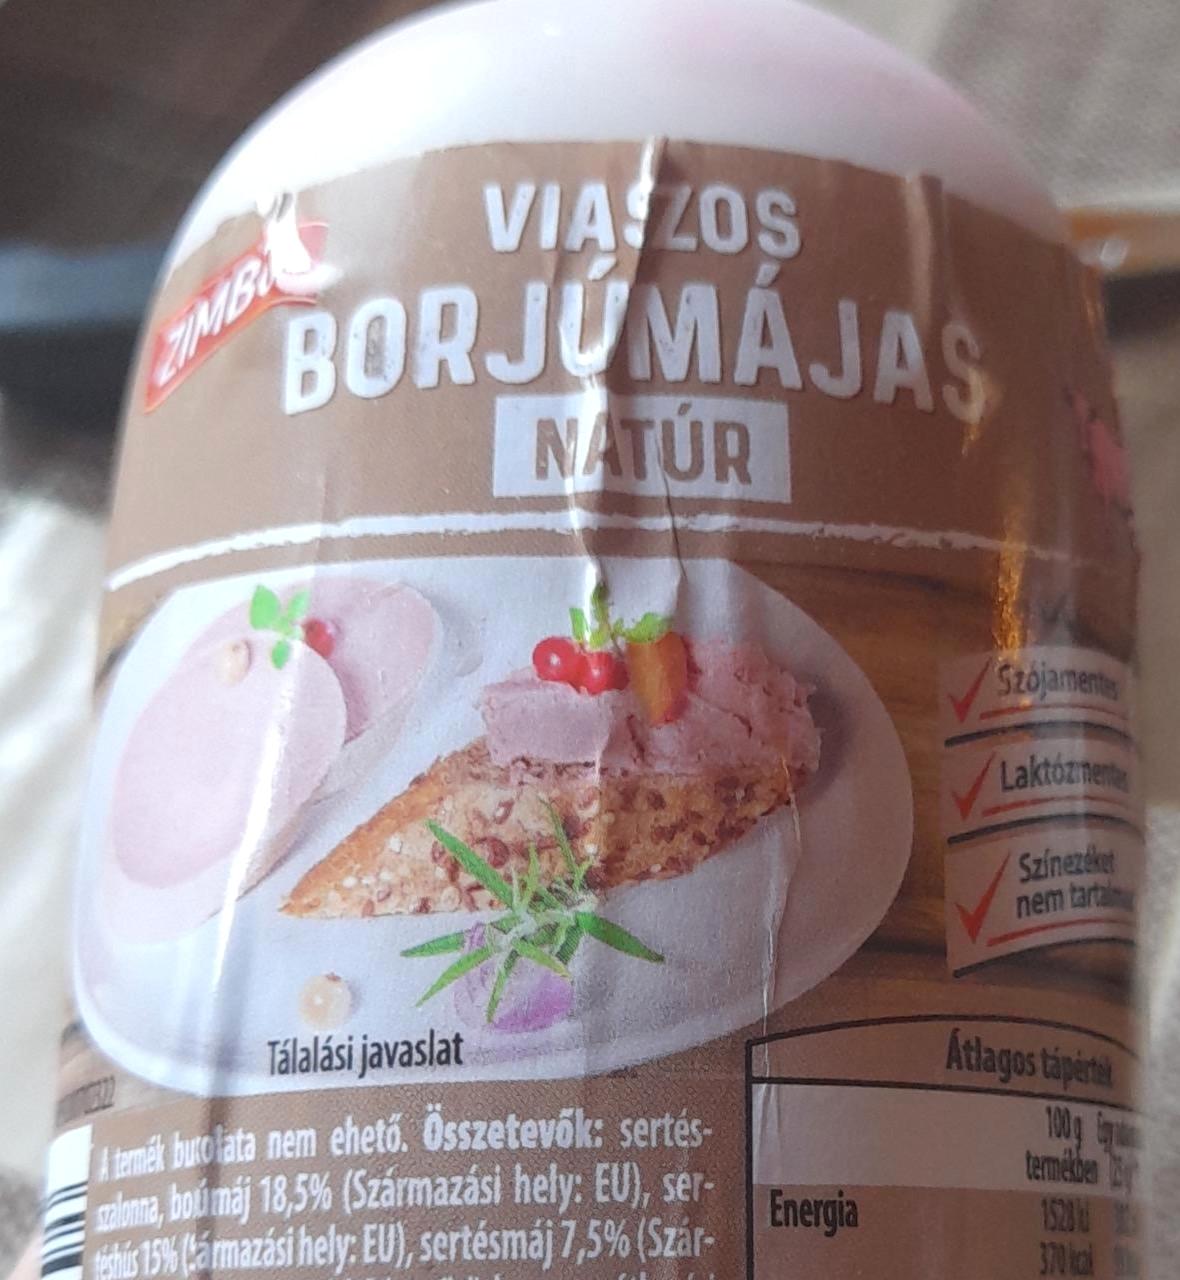 VIASZOS
ZIMBO
BORJÚMÁJAS
NATÚR
Szójamentes
Laktózmentes
Színezéket
nem tartalmaz
Tálalási javaslat
Átlagos tápérték
100 g
termékben
Energia
1528 kJ
370 kcal
A termék burolata nem ehető. Összetevők: sertés-
szalonna, borjúmáj 18,5% (Származási hely: EU), ser-
téshús 15% (Származási hely: EU), sertésmáj 7,5% (Szár-